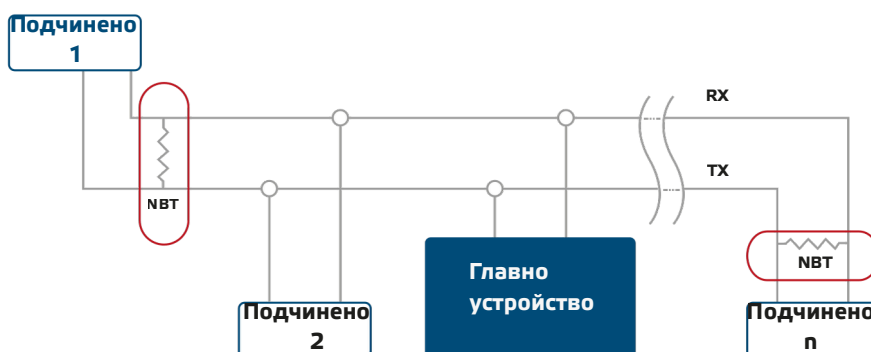 Подчинено
1
RX
TX
NBT
NBT
Главно
устройство
Подчинено
2
Подчинено
n